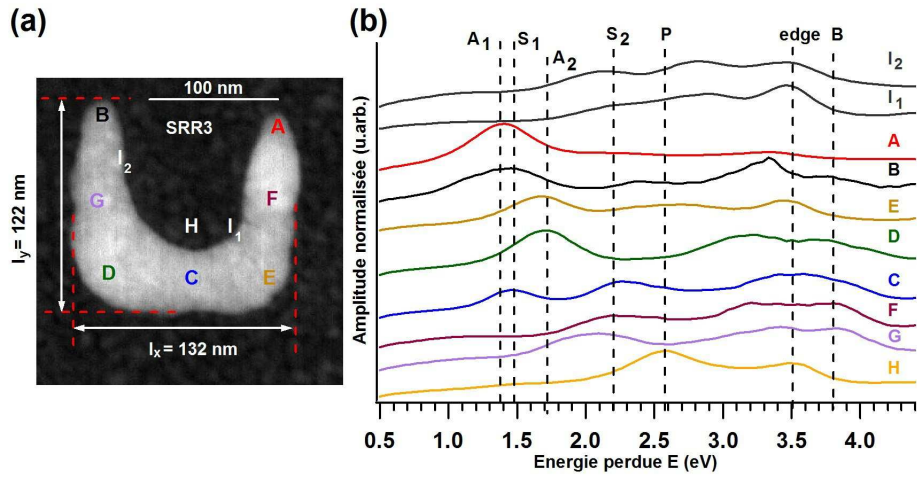 (a)
100 nm
SRR3
B
A
I2
G
F
H
I1
D
C
E
ly = 122 nm
lx = 132 nm
(b)
A1 S1 A2 S2 P edge B
Amplitude normalisée (u.arb.)
I2
I1
A
B
E
D
C
F
G
H
0.5 1.0 1.5 2.0 2.5 3.0 3.5 4.0
Energie perdue E (eV)